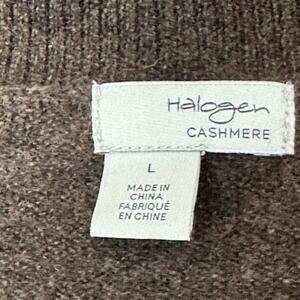 Halogen
CASHMERE
L
MADE IN
CHINA
FABRIQUÉ
EN CHINE